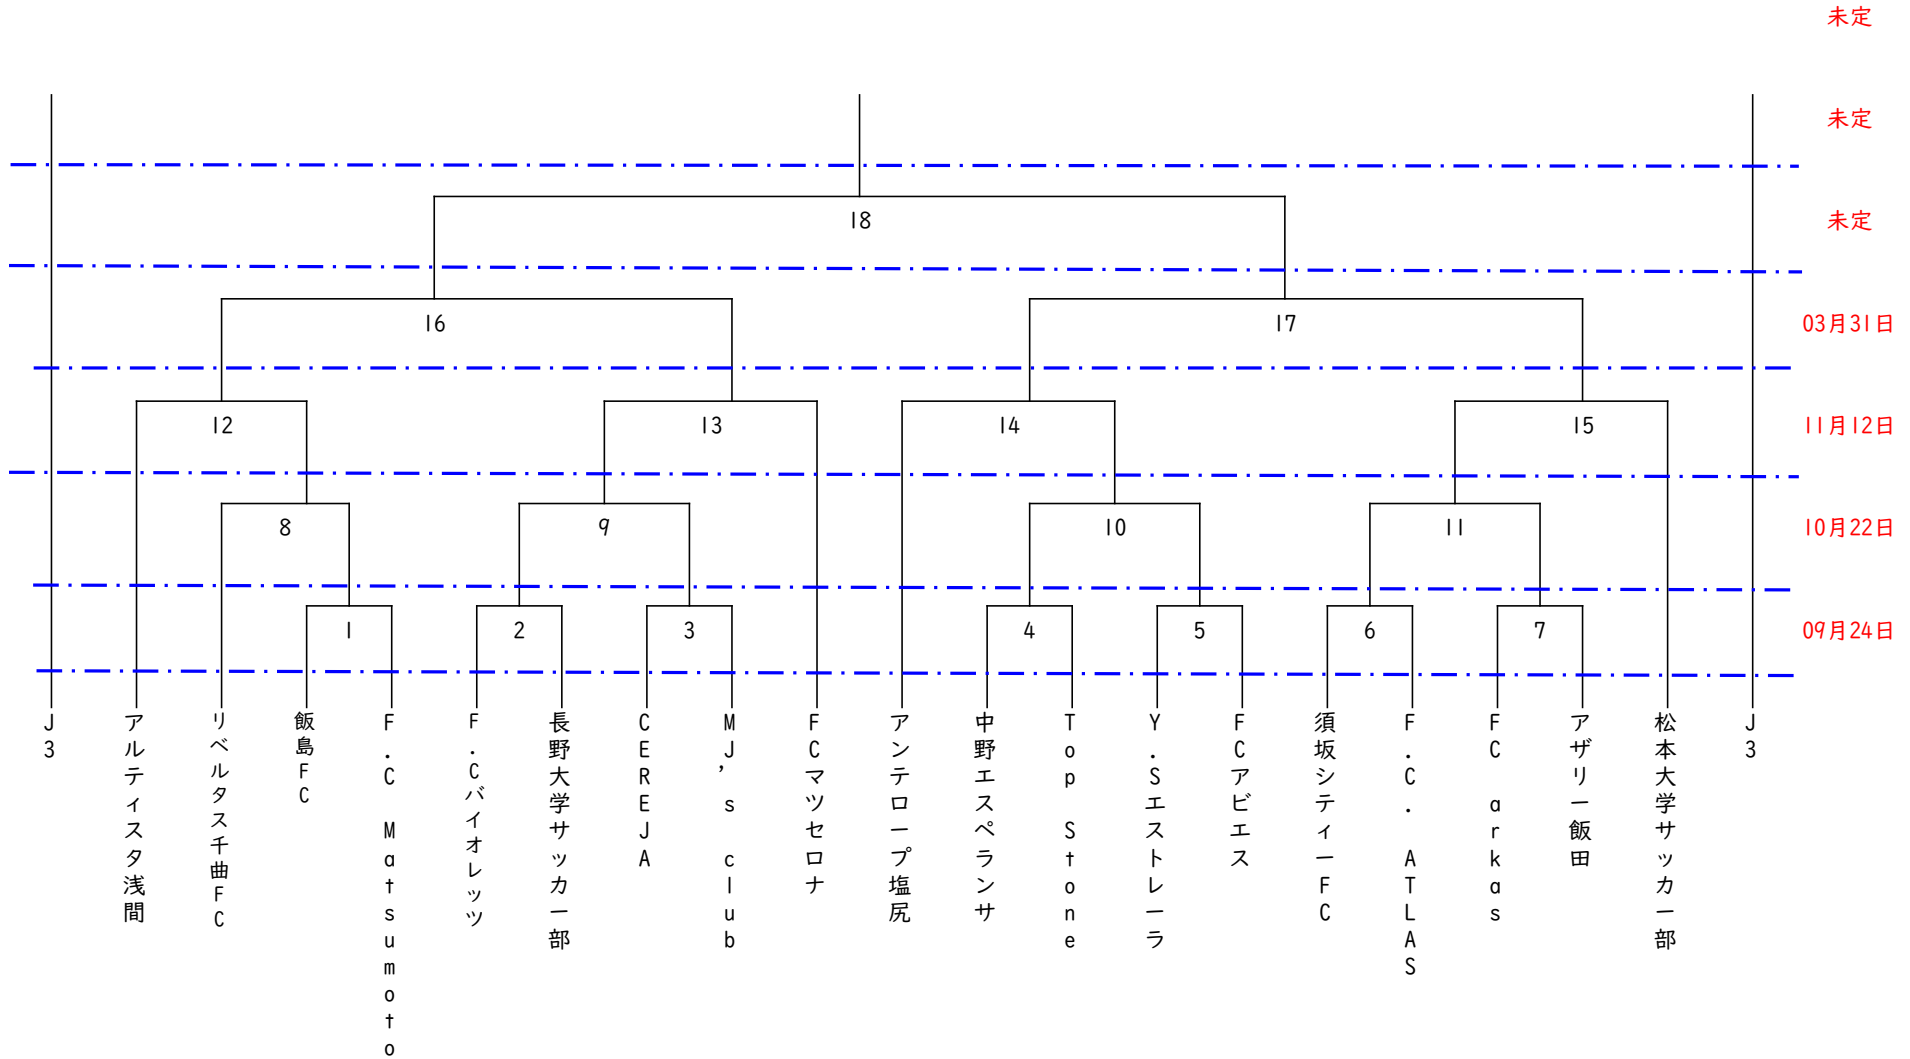 未定
未定
18
未定
16
17
03月31日
12
13
14
15
11月12日
8
9
10
11
10月22日
1
2
3
4
5
6
7
09月24日
J3
アルティスタ浅間
リベルタス千曲FC
飯島FC
F.C Matsumoto
F.Cバイオレッツ
長野大学サッカー部
CEREJA
MJ's club
FCマツセロナ
アンテロープ塩尻
中野エスペランサ
Top Stone
Y.Sエストレーラ
FCアビエス
須坂シティーFC
F.C. ATLAS
FC arkas
アザリー飯田
松本大学サッカー部
J3